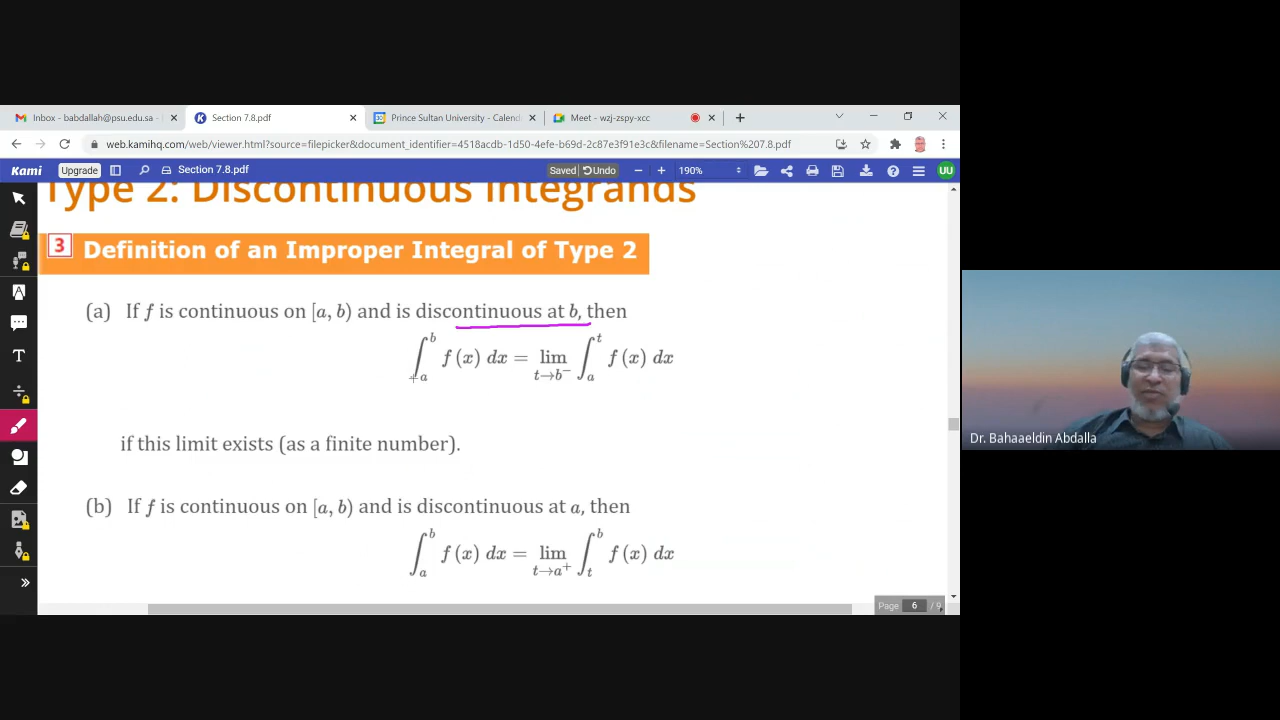 Inbox - babdallah@psu.edu.sa -
Section 7.8.pdf
Prince Sultan University - Calend
Meet - wzj-zspy-xcc
web.kamihq.com/web/viewer.html?source=filepicker&document_identifier=4518acdb-1d50-4efe-b69d-2c87e3f91e3c&filename=Section%207.8.pdf
Kami
Upgrade
Section 7.8.pdf
Saved
Undo
190%
UU
Type 2: Discontinuous Integrands
3 Definition of an Improper Integral of Type 2
(a) If f is continuous on [a, b) and is discontinuous at b, then
∫_a^b f(x) dx = lim_{t→b⁻} ∫_a^t f(x) dx
if this limit exists (as a finite number).
(b) If f is continuous on [a, b) and is discontinuous at a, then
∫_a^b f(x) dx = lim_{t→a⁺} ∫_t^b f(x) dx
Page 6 / 9
Dr. Bahaaeldin Abdalla